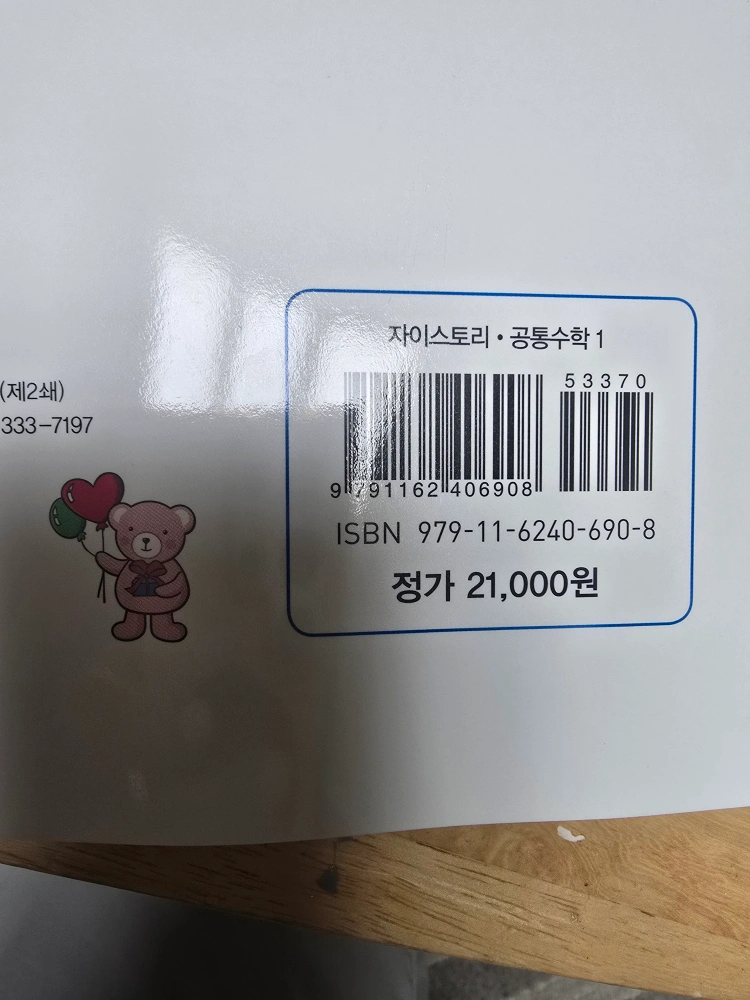 자이스토리 • 공통수학 1
53370
9 791162 406908
ISBN 979-11-6240-690-8
정가 21,000원
(제2쇄)
333-7197